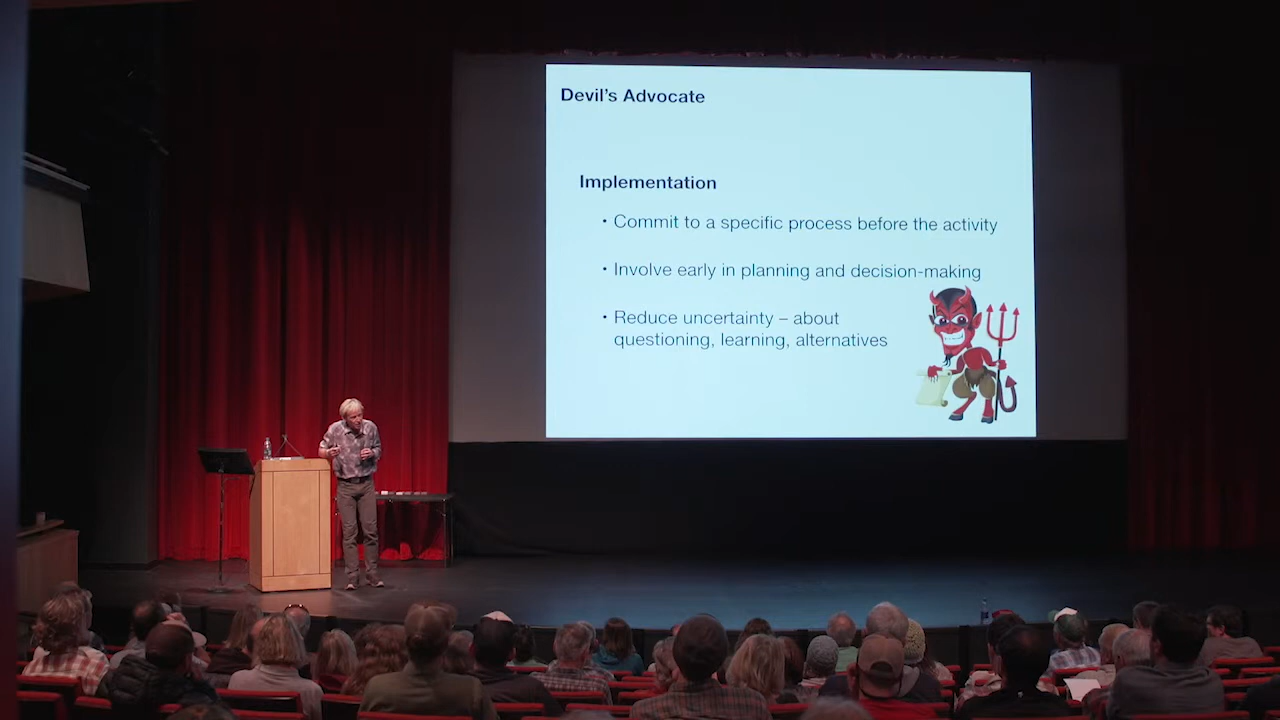 Devil's Advocate
Implementation
• Commit to a specific process before the activity
• Involve early in planning and decision-making
• Reduce uncertainty – about
questioning, learning, alternatives